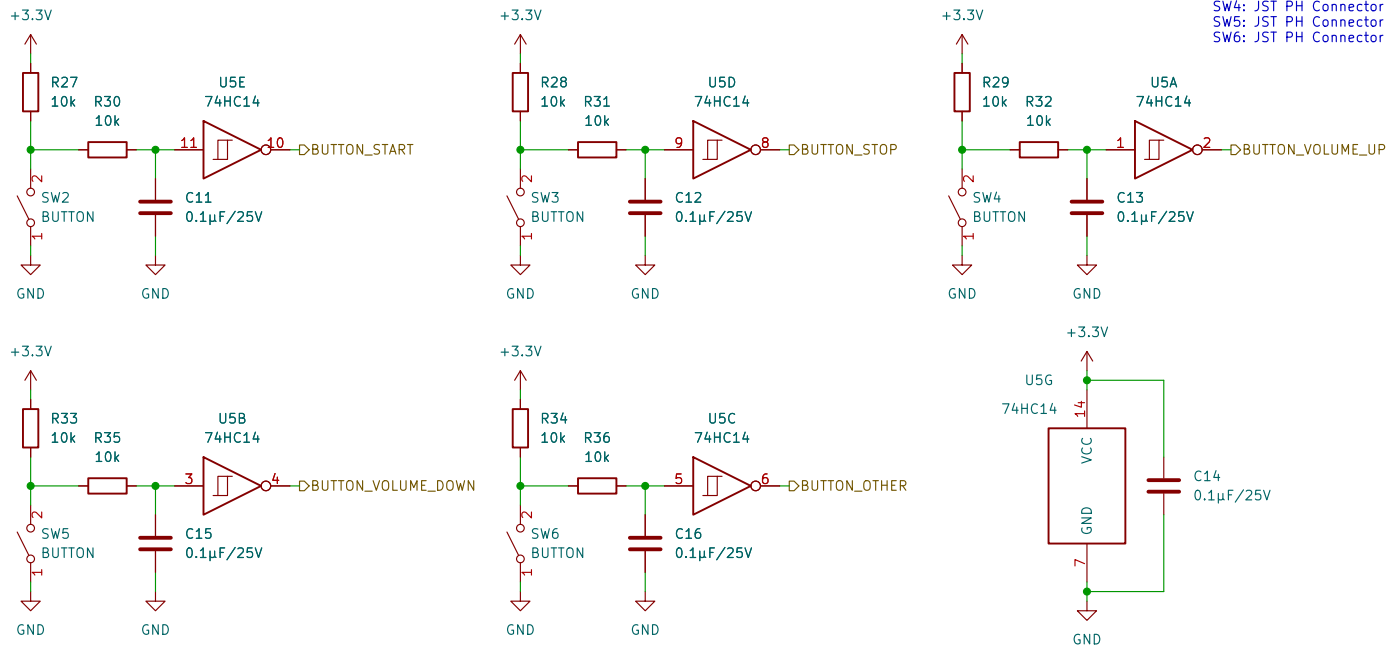 SW4: JST PH Connector
SW5: JST PH Connector
SW6: JST PH Connector
+3.3V
R27
10k
R30
10k
U5E
74HC14
11
10
BUTTON_START
2
SW2
BUTTON
1
C11
0.1µF/25V
GND
GND
+3.3V
R28
10k
R31
10k
U5D
74HC14
9
8
BUTTON_STOP
2
SW3
BUTTON
1
C12
0.1µF/25V
GND
GND
+3.3V
R29
10k
R32
10k
U5A
74HC14
1
2
BUTTON_VOLUME_UP
2
SW4
BUTTON
1
C13
0.1µF/25V
GND
GND
+3.3V
R33
10k
R35
10k
U5B
74HC14
3
4
BUTTON_VOLUME_DOWN
2
SW5
BUTTON
1
C15
0.1µF/25V
GND
GND
+3.3V
R34
10k
R36
10k
U5C
74HC14
5
6
BUTTON_OTHER
2
SW6
BUTTON
1
C16
0.1µF/25V
GND
GND
+3.3V
U5G
74HC14
14
VCC
GND
7
C14
0.1µF/25V
GND